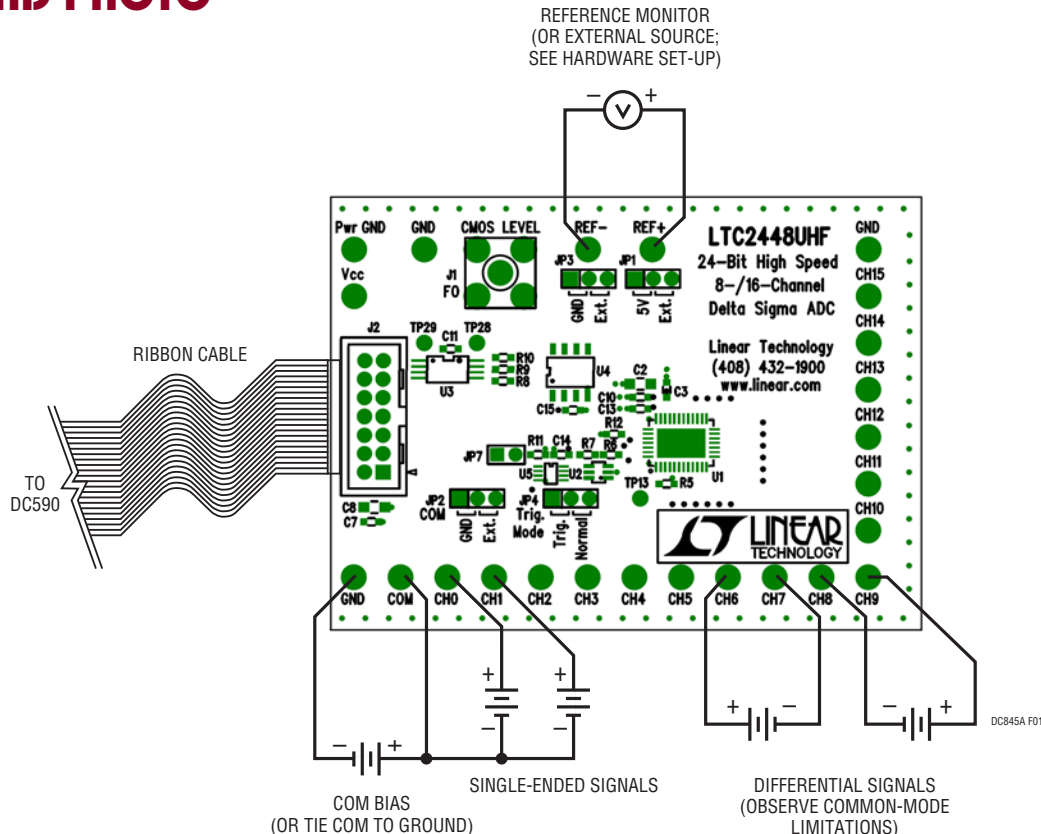 REFERENCE MONITOR
(OR EXTERNAL SOURCE;
SEE HARDWARE SET-UP)
− V +
Pwr GND GND CMOS LEVEL REF− REF+ LTC2448UHF GND
24−Bit High Speed
8−/16−Channel
Delta Sigma ADC
Vcc
J1
FO
JP3
GND
Ext.
JP1
5V
Ext.
CH15
CH14
CH13
CH12
CH11
CH10
Linear Technology
(408) 432−1900
www.linear.com
RIBBON CABLE
TO
DC590
J2
TP29 C11 TP28
U3
R10
R9
R8
U4
C15
C2
C10
C13
C3
R12
R11 C14 R7 R6
JP7
U5 U2
TP13
U1
R5
C8
C7
JP2
COM
GND
Ext.
JP4
Trig.
Mode
Trig.
Normal
LT LINEAR
TECHNOLOGY
GND COM CH0 CH1 CH2 CH3 CH4 CH5 CH6 CH7 CH8 CH9
+ +
− −
− +
+ −
− +
DC845A F01
SINGLE-ENDED SIGNALS
COM BIAS
(OR TIE COM TO GROUND)
DIFFERENTIAL SIGNALS
(OBSERVE COMMON-MODE
LIMITATIONS)